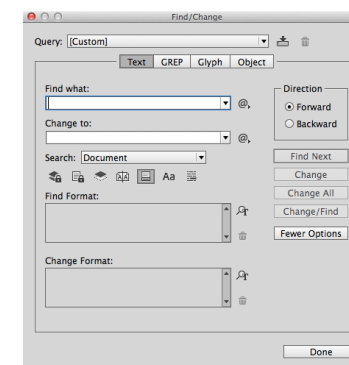 Find/Change
Query: [Custom]
Text GREP Glyph Object
Find what:
@,
Change to:
@,
Search: Document
Aa
Find Format:
Change Format:
Direction
Forward
Backward
Find Next
Change
Change All
Change/Find
Fewer Options
Done